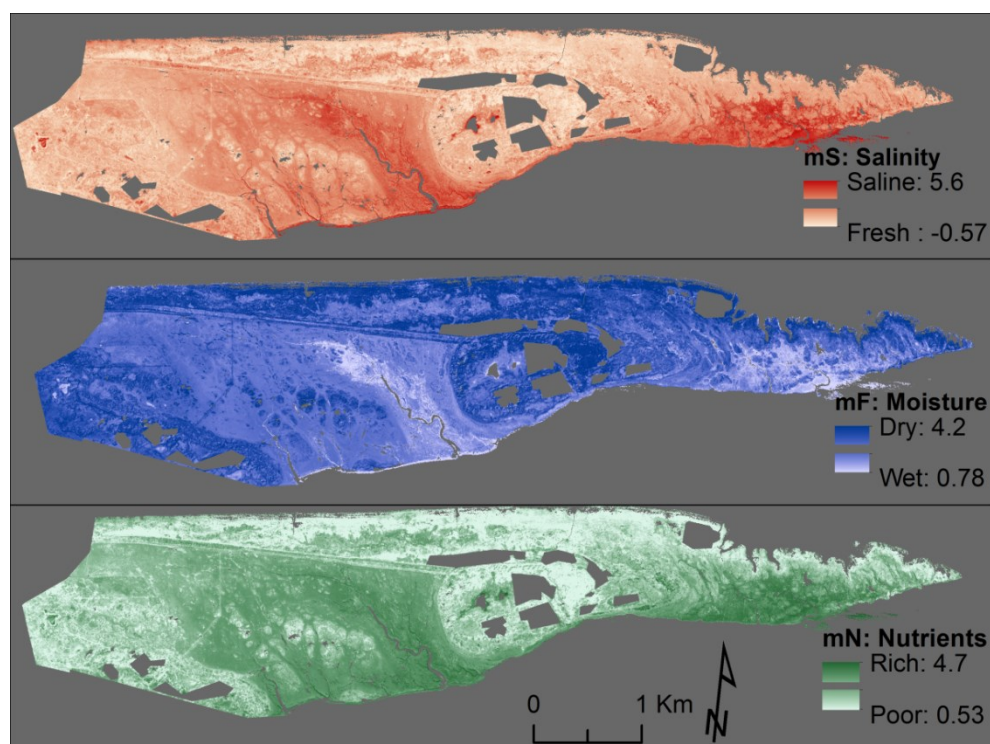 mS: Salinity
Saline: 5.6
Fresh : -0.57
mF: Moisture
Dry: 4.2
Wet: 0.78
mN: Nutrients
Rich: 4.7
Poor: 0.53
0 1 Km
N